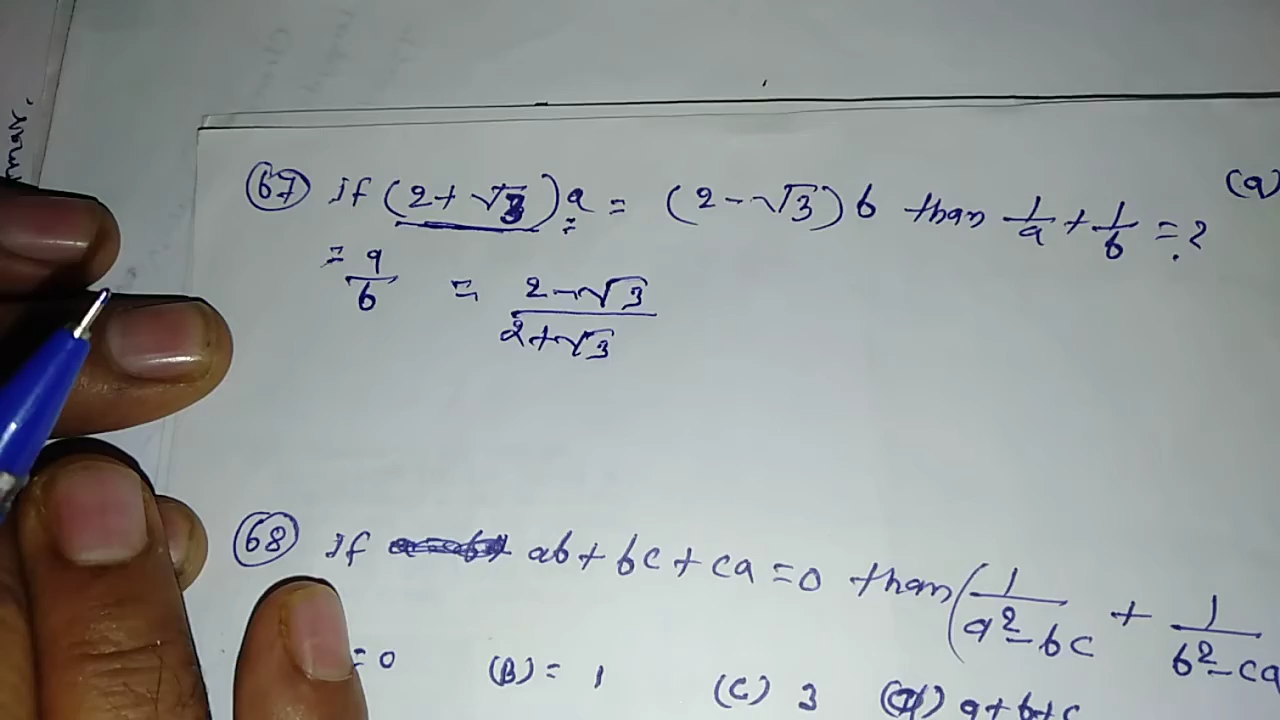 (67) If (2+√3)a = (2-√3)b than 1/a + 1/b = ? (a)
= a/b = 2-√3/2+√3
(68) if ab+bc+ca=0 than (1/a²-bc + 1/b²-ca
=0 (B) = 1 (C) 3 (d) a+b+c